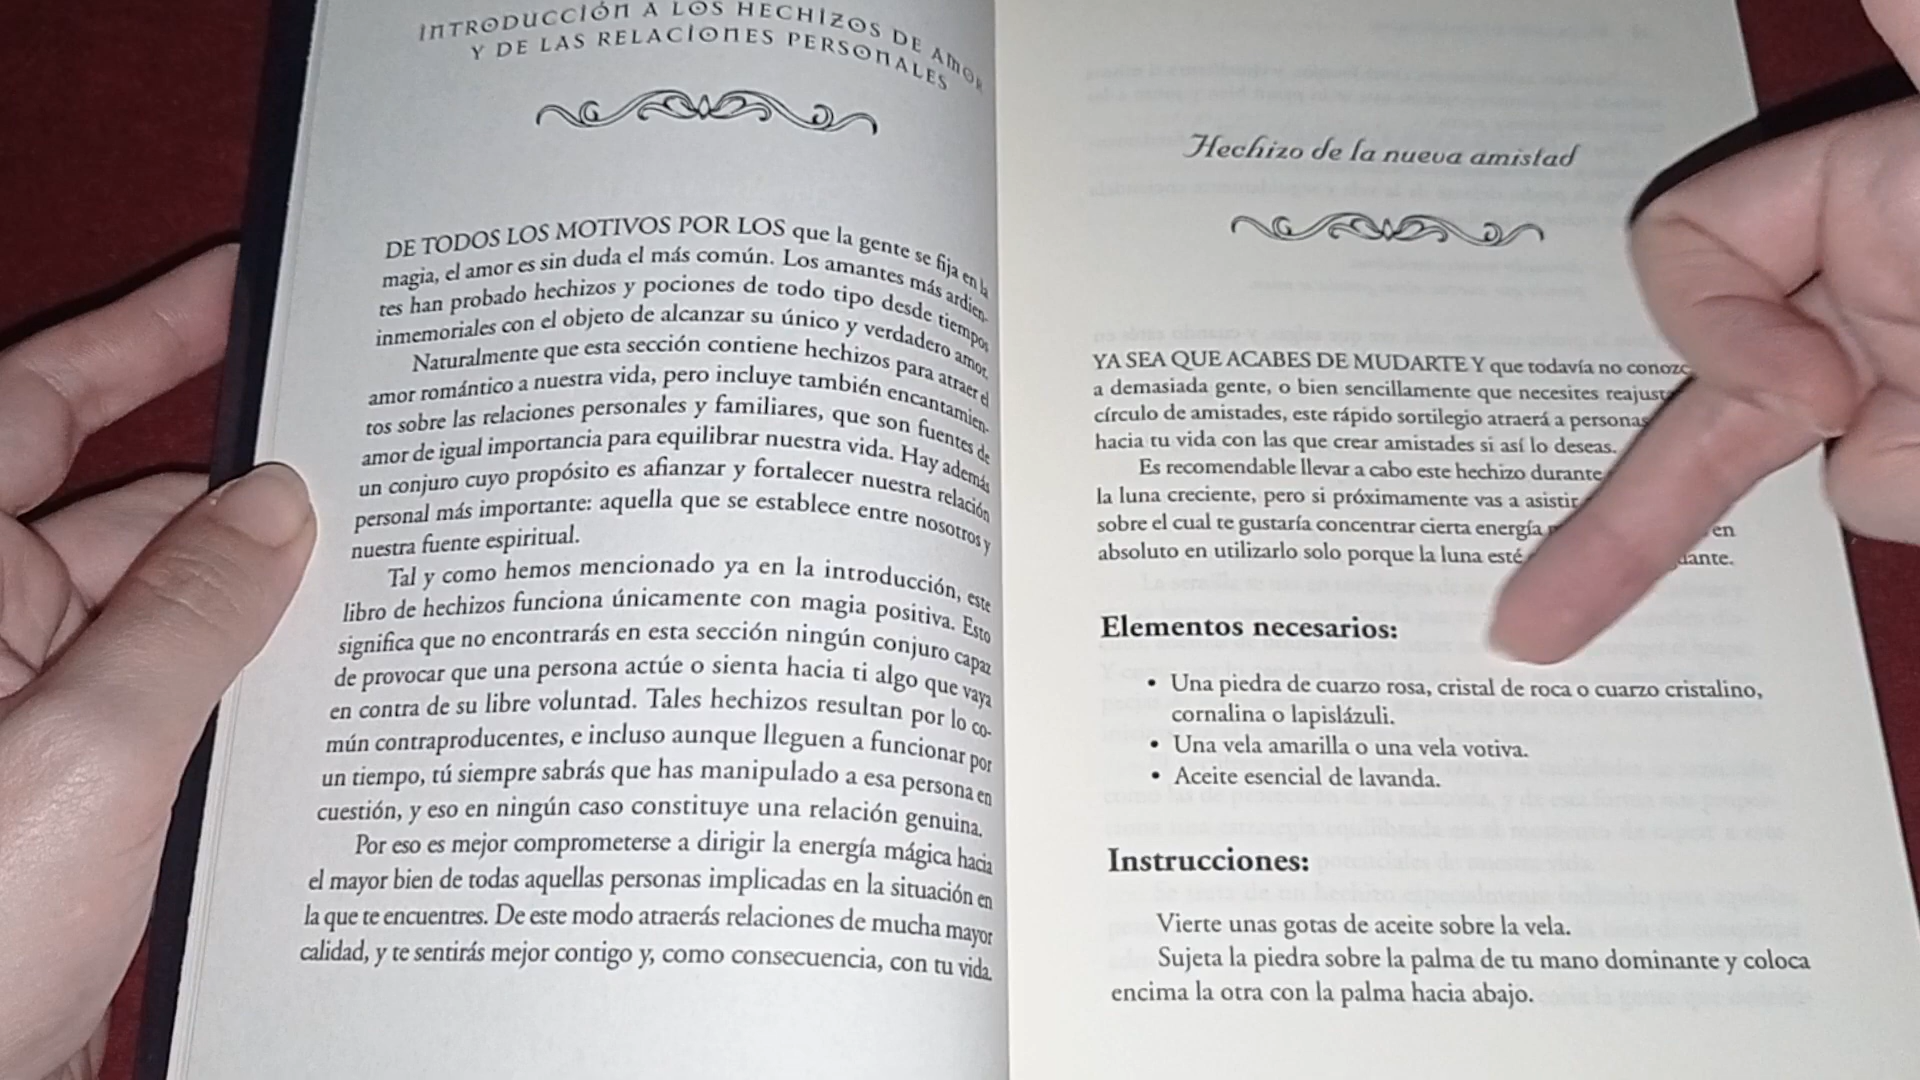 INTRODUCCIÓN A LOS HECHIZOS DE AMOR
Y DE LAS RELACIONES PERSONALES
DE TODOS LOS MOTIVOS POR LOS que la gente se fija en la
magia, el amor es sin duda el más común. Los amantes más ardien-
tes han probado hechizos y pociones de todo tipo desde tiempos
inmemoriales con el objeto de alcanzar su único y verdadero amor.
Naturalmente que esta sección contiene hechizos para atraer el
amor romántico a nuestra vida, pero incluye también encantamien-
tos sobre las relaciones personales y familiares, que son fuentes de
amor de igual importancia para equilibrar nuestra vida. Hay además
un conjuro cuyo propósito es afianzar y fortalecer nuestra relación
personal más importante: aquella que se establece entre nosotros y
nuestra fuente espiritual.
Tal y como hemos mencionado ya en la introducción, este
libro de hechizos funciona únicamente con magia positiva. Esto
significa que no encontrarás en esta sección ningún conjuro capaz
de provocar que una persona actúe o sienta hacia ti algo que vaya
en contra de su libre voluntad. Tales hechizos resultan por lo co-
mún contraproducentes, e incluso aunque lleguen a funcionar por
un tiempo, tú siempre sabrás que has manipulado a esa persona en
cuestión, y eso en ningún caso constituye una relación genuina.
Por eso es mejor comprometerse a dirigir la energía mágica hacia
el mayor bien de todas aquellas personas implicadas en la situación en
la que te encuentres. De este modo atraerás relaciones de mucha mayor
calidad, y te sentirás mejor contigo y, como consecuencia, con tu vida.
Hechizo de la nueva amistad
YA SEA QUE ACABES DE MUDARTE Y que todavía no
a demasiada gente, o bien sencillamente que necesites
círculo de amistades, este rápido sortilegio atraerá a personas
hacia tu vida con las que crear amistades si así lo deseas.
Es recomendable llevar a cabo este hechizo durante
la luna creciente, pero si próximamente vas a asistir
sobre el cual te gustaría concentrar cierta energía en
absoluto en utilizarlo solo porque la luna esté
Elementos necesarios:
• Una piedra de cuarzo rosa, cristal de roca o cuarzo cristalino,
cornalina o lapislázuli.
• Una vela amarilla o una vela votiva.
• Aceite esencial de lavanda.
Instrucciones:
Vierte unas gotas de aceite sobre la vela.
Sujeta la piedra sobre la palma de tu mano dominante y coloca
encima la otra con la palma hacia abajo.